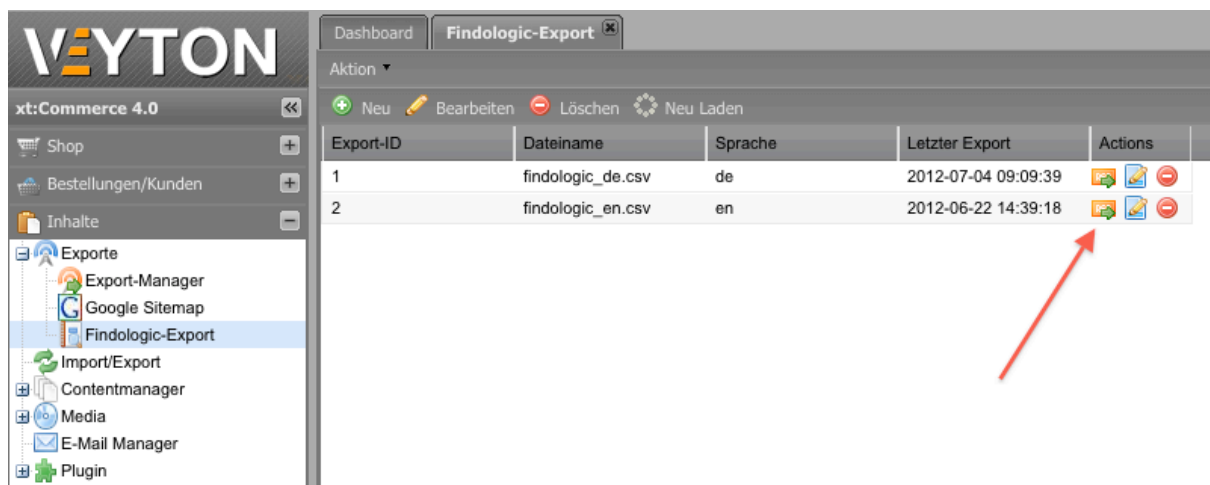 VEYTON
Dashboard Findologic-Export
Aktion
xt:Commerce 4.0
Neu Bearbeiten Löschen Neu Laden
Shop
Bestellungen/Kunden
Inhalte
Exporte
Export-Manager
Google Sitemap
Findologic-Export
Import/Export
Contentmanager
Media
E-Mail Manager
Plugin
Export-ID Dateiname Sprache Letzter Export Actions
1 findologic_de.csv de 2012-07-04 09:09:39
2 findologic_en.csv en 2012-06-22 14:39:18